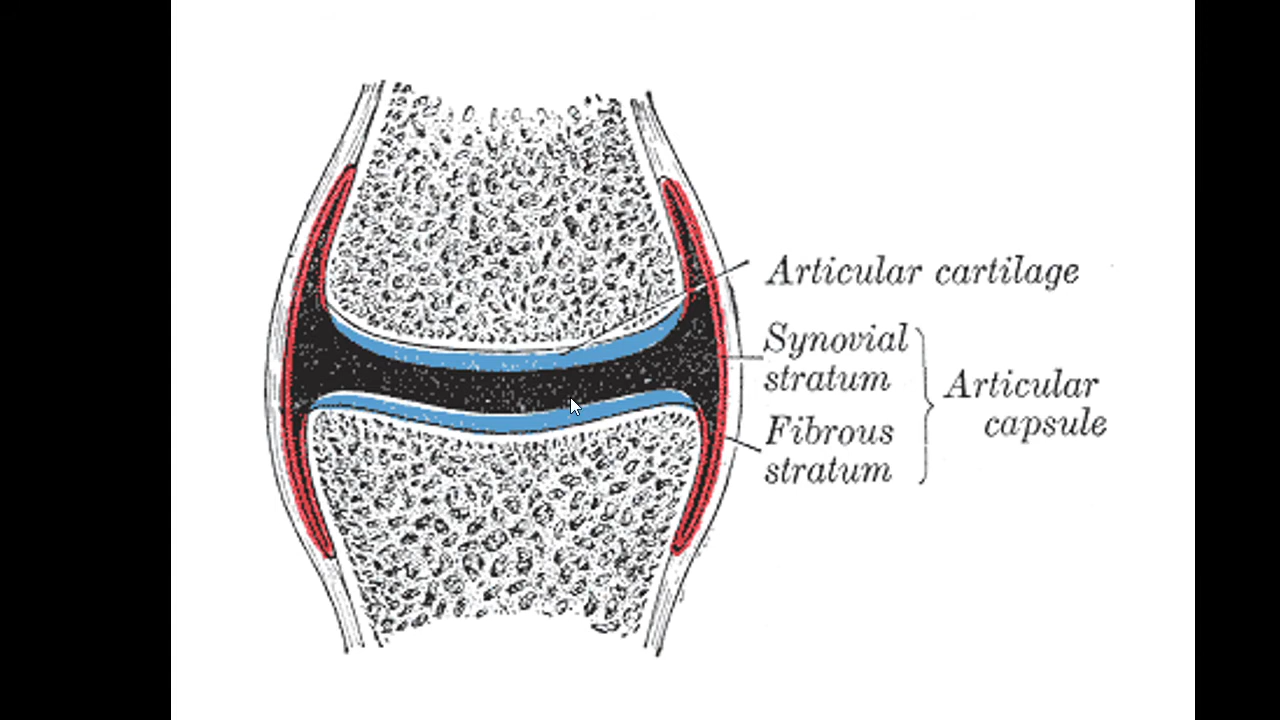 Articular cartilage
Synovial
stratum
Fibrous
stratum
Articular
capsule